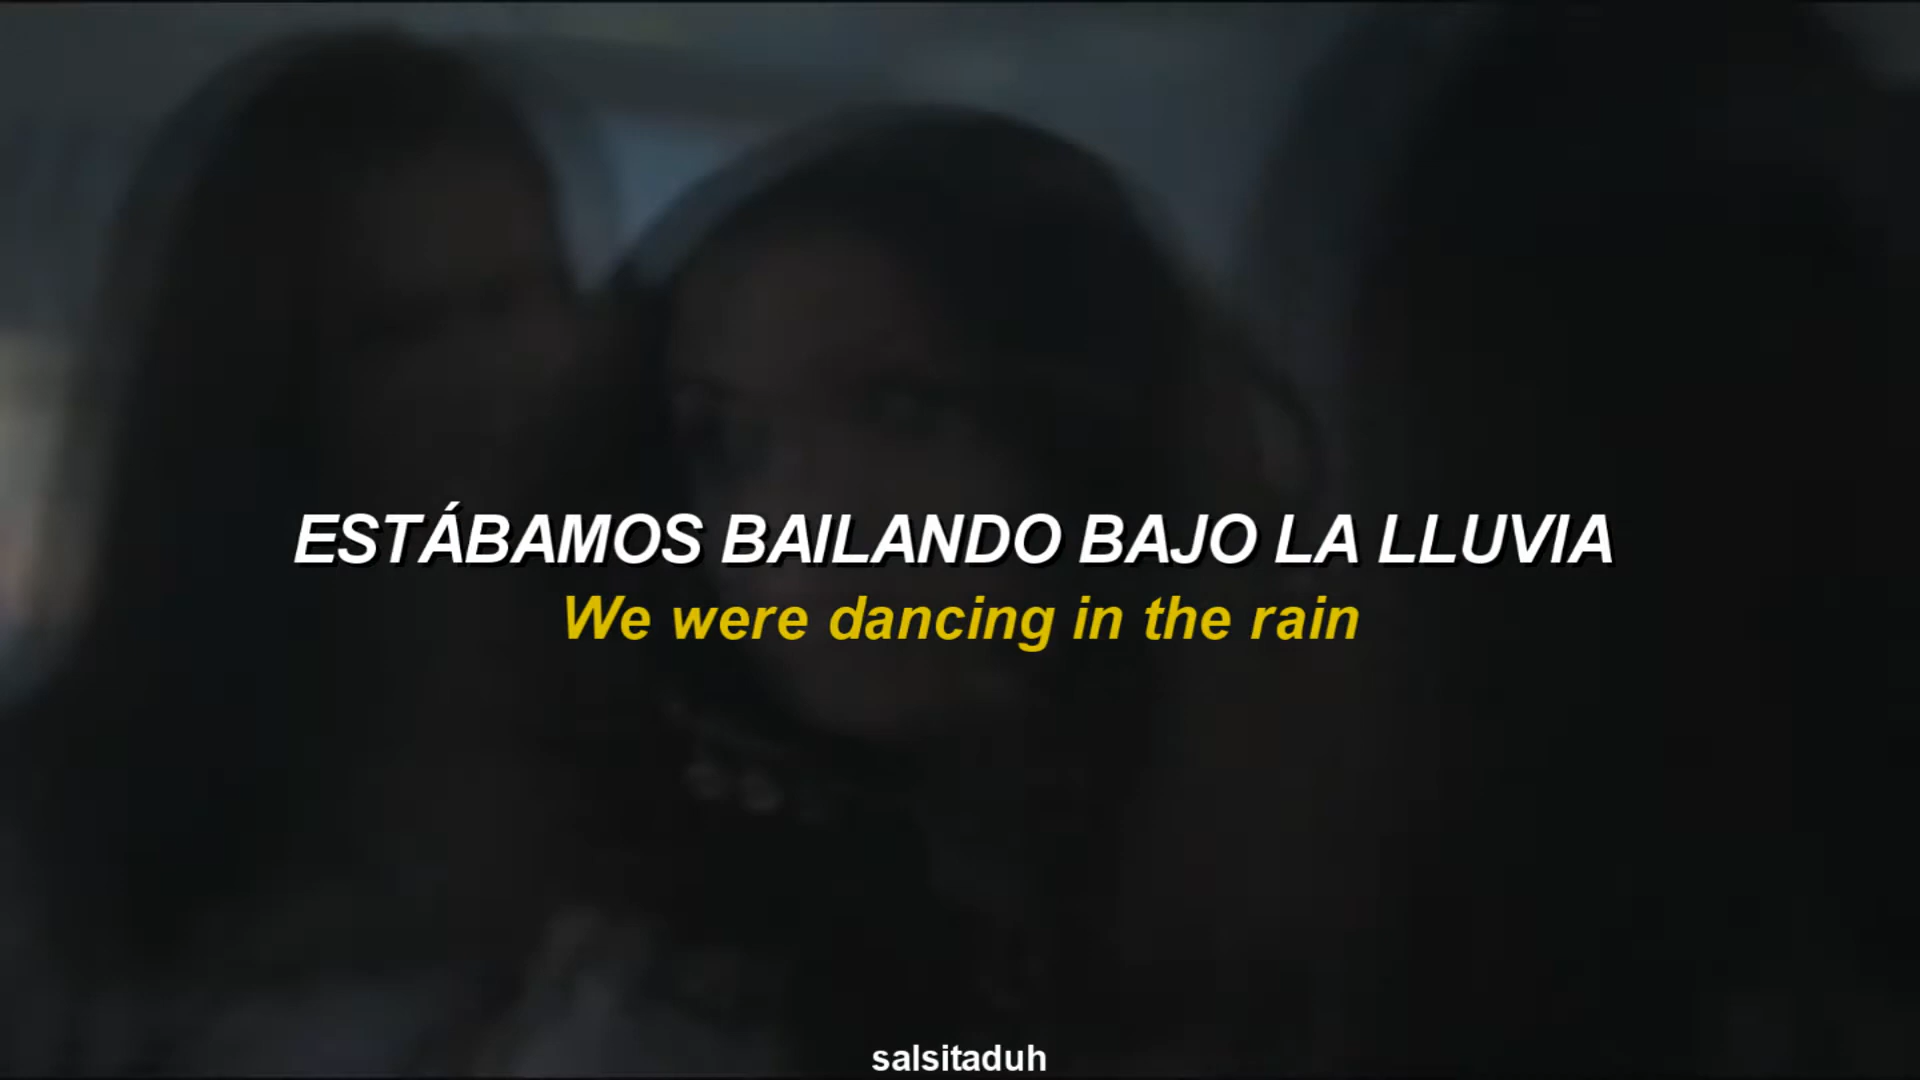 ESTÁBAMOS BAILANDO BAJO LA LLUVIA
We were dancing in the rain
salsitaduh